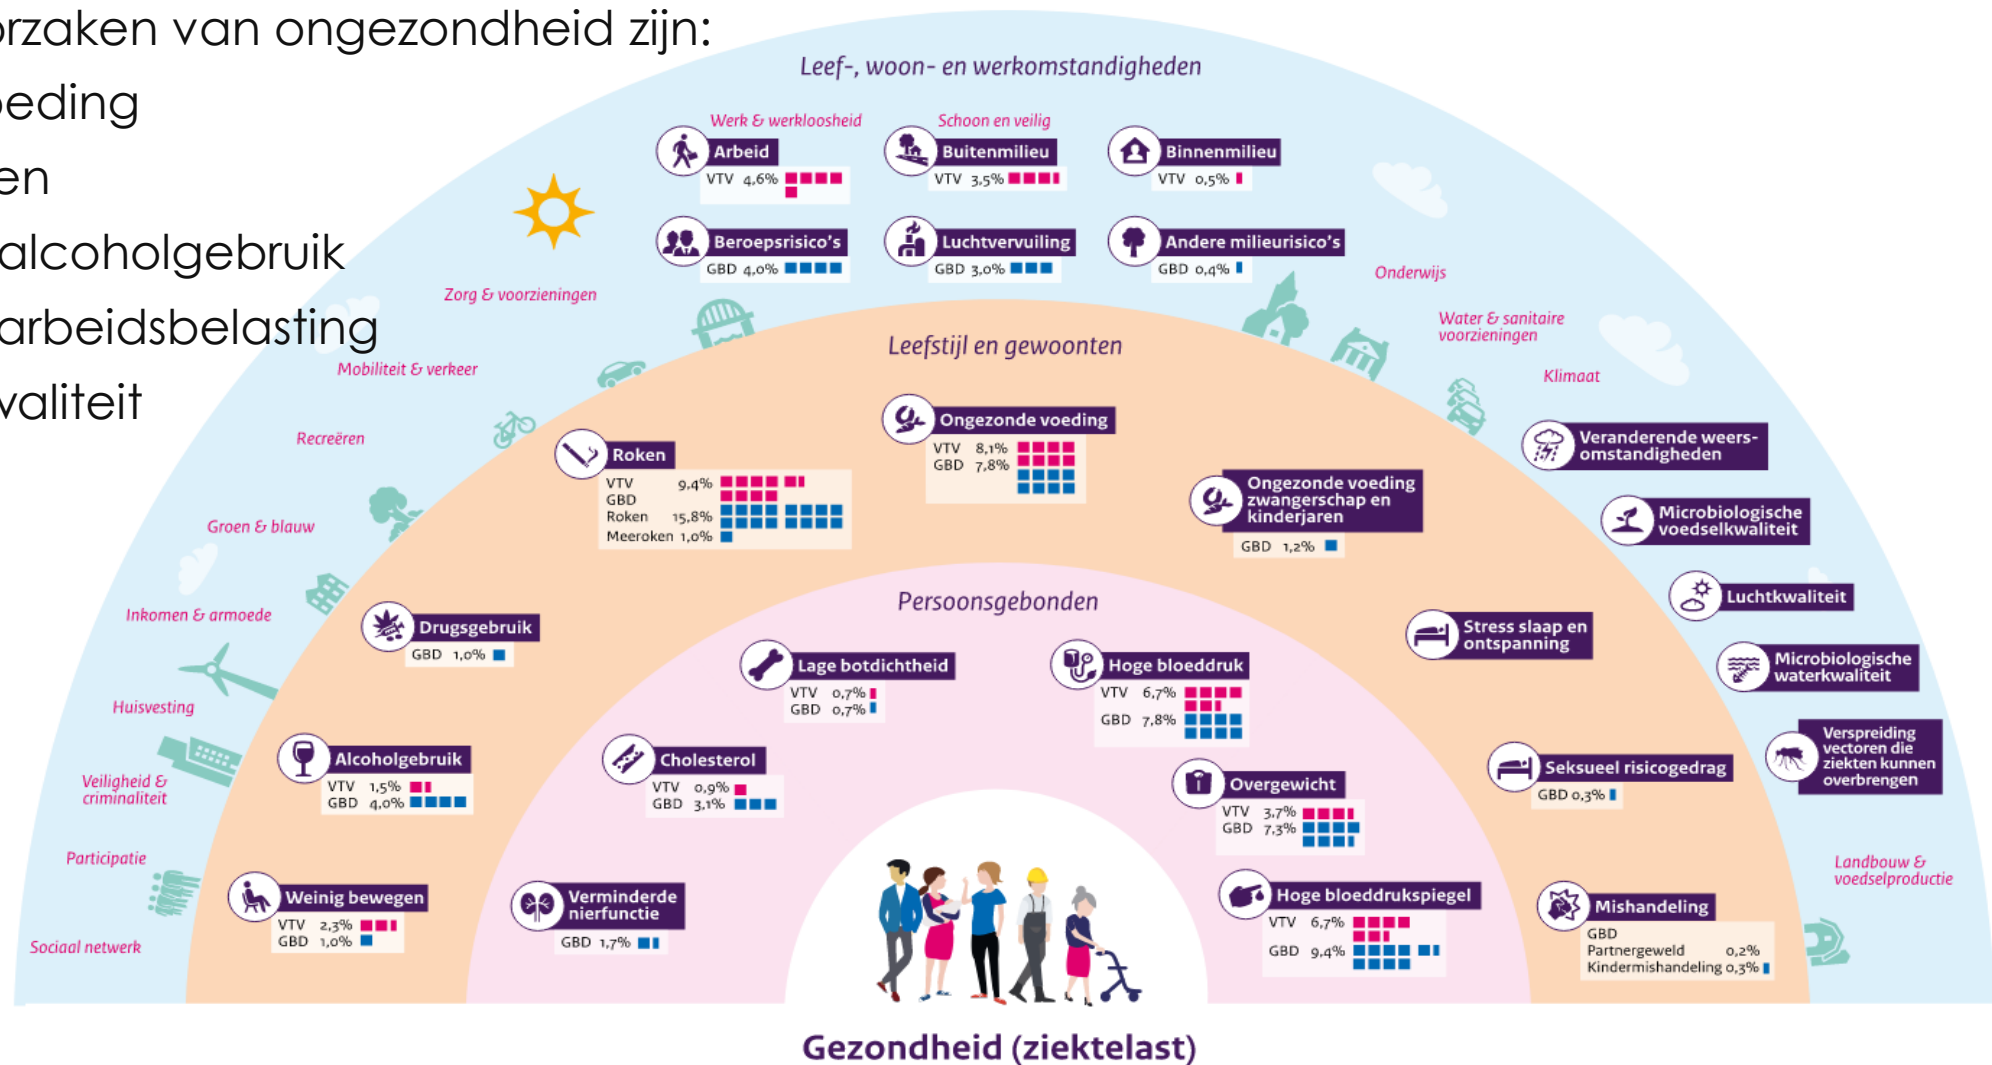 orzaken van ongezondheid zijn:
oeding
en
alcoholgebruik
arbeidsbelasting
valiteit
Leef-, woon- en werkomstandigheden
Werk & werkloosheid
Arbeid
VTV 4,6%
Schoon en veilig
Buitenmilieu
VTV 3,5%
Binnenmilieu
VTV 0,5%
Beroepsrisico's
GBD 4,0%
Luchtvervuiling
GBD 3,0%
Andere milieurisico's
GBD 0,4%
Zorg & voorzieningen
Mobiliteit & verkeer
Recreëren
Groen & blauw
Inkomen & armoede
Huisvesting
Veiligheid &
criminaliteit
Participatie
Sociaal netwerk
Onderwijs
Water & sanitaire
voorzieningen
Klimaat
Veranderende weers-
omstandigheden
Microbiologische
voedselkwaliteit
Luchtkwaliteit
Microbiologische
waterkwaliteit
Verspreiding
vectoren die
ziekten kunnen
overbrengen
Landbouw &
voedselproductie
Leefstijl en gewoonten
Roken
VTV 9,4%
GBD
Roken 15,8%
Meeroken 1,0%
Ongezonde voeding
VTV 8,1%
GBD 7,8%
Ongezonde voeding
zwangerschap en
kinderjaren
GBD 1,2%
Drugsgebruik
GBD 1,0%
Stress slaap en
ontspanning
Alcoholgebruik
VTV 1,5%
GBD 4,0%
Seksueel risicogedrag
GBD 0,3%
Weinig bewegen
VTV 2,3%
GBD 1,0%
Mishandeling
GBD
Partnergeweld 0,2%
Kindermishandeling 0,3%
Persoonsgebonden
Lage botdichtheid
VTV 0,7%
GBD 0,7%
Hoge bloeddruk
VTV 6,7%
GBD 7,8%
Cholesterol
VTV 0,9%
GBD 3,1%
Overgewicht
VTV 3,7%
GBD 7,3%
Verminderde
nierfunctie
GBD 1,7%
Hoge bloeddrukspiegel
VTV 6,7%
GBD 9,4%
Gezondheid (ziektelast)